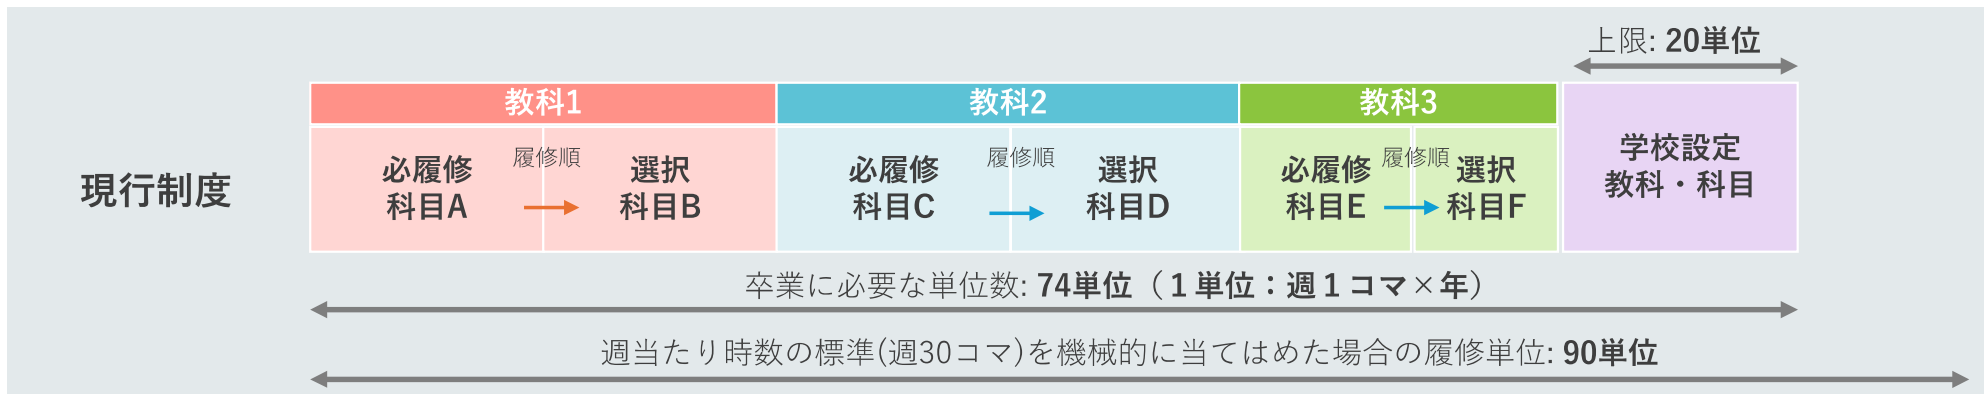 上限: 20単位
教科1
教科2
教科3
現行制度
必履修
科目A
履修順
選択
科目B
必履修
科目C
履修順
選択
科目D
必履修
科目E
履修順
選択
科目F
学校設定
教科・科目
卒業に必要な単位数: 74単位（１単位：週１コマ×年）
週当たり時数の標準(週30コマ)を機械的に当てはめた場合の履修単位: 90単位